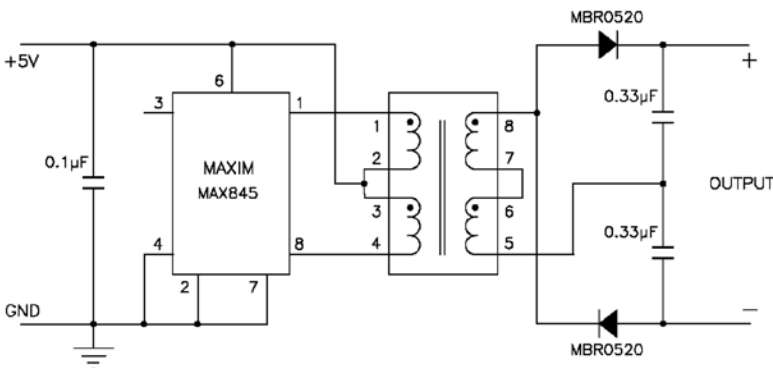 MBR0520
+5V
6
+
3
1
0.33µF
1
8
0.1µF
MAXIM
MAX845
2
7
OUTPUT
3
6
0.33µF
4
8
4
5
2
7
GND
−
MBR0520